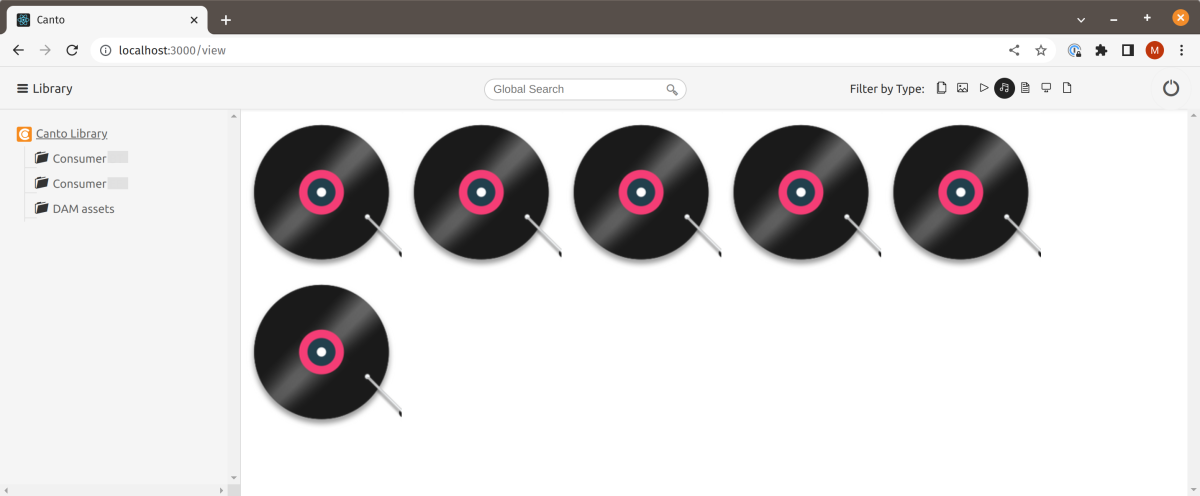 Canto
localhost:3000/view
M
Library
Global Search
Filter by Type:
Canto Library
Consumer
Consumer
DAM assets